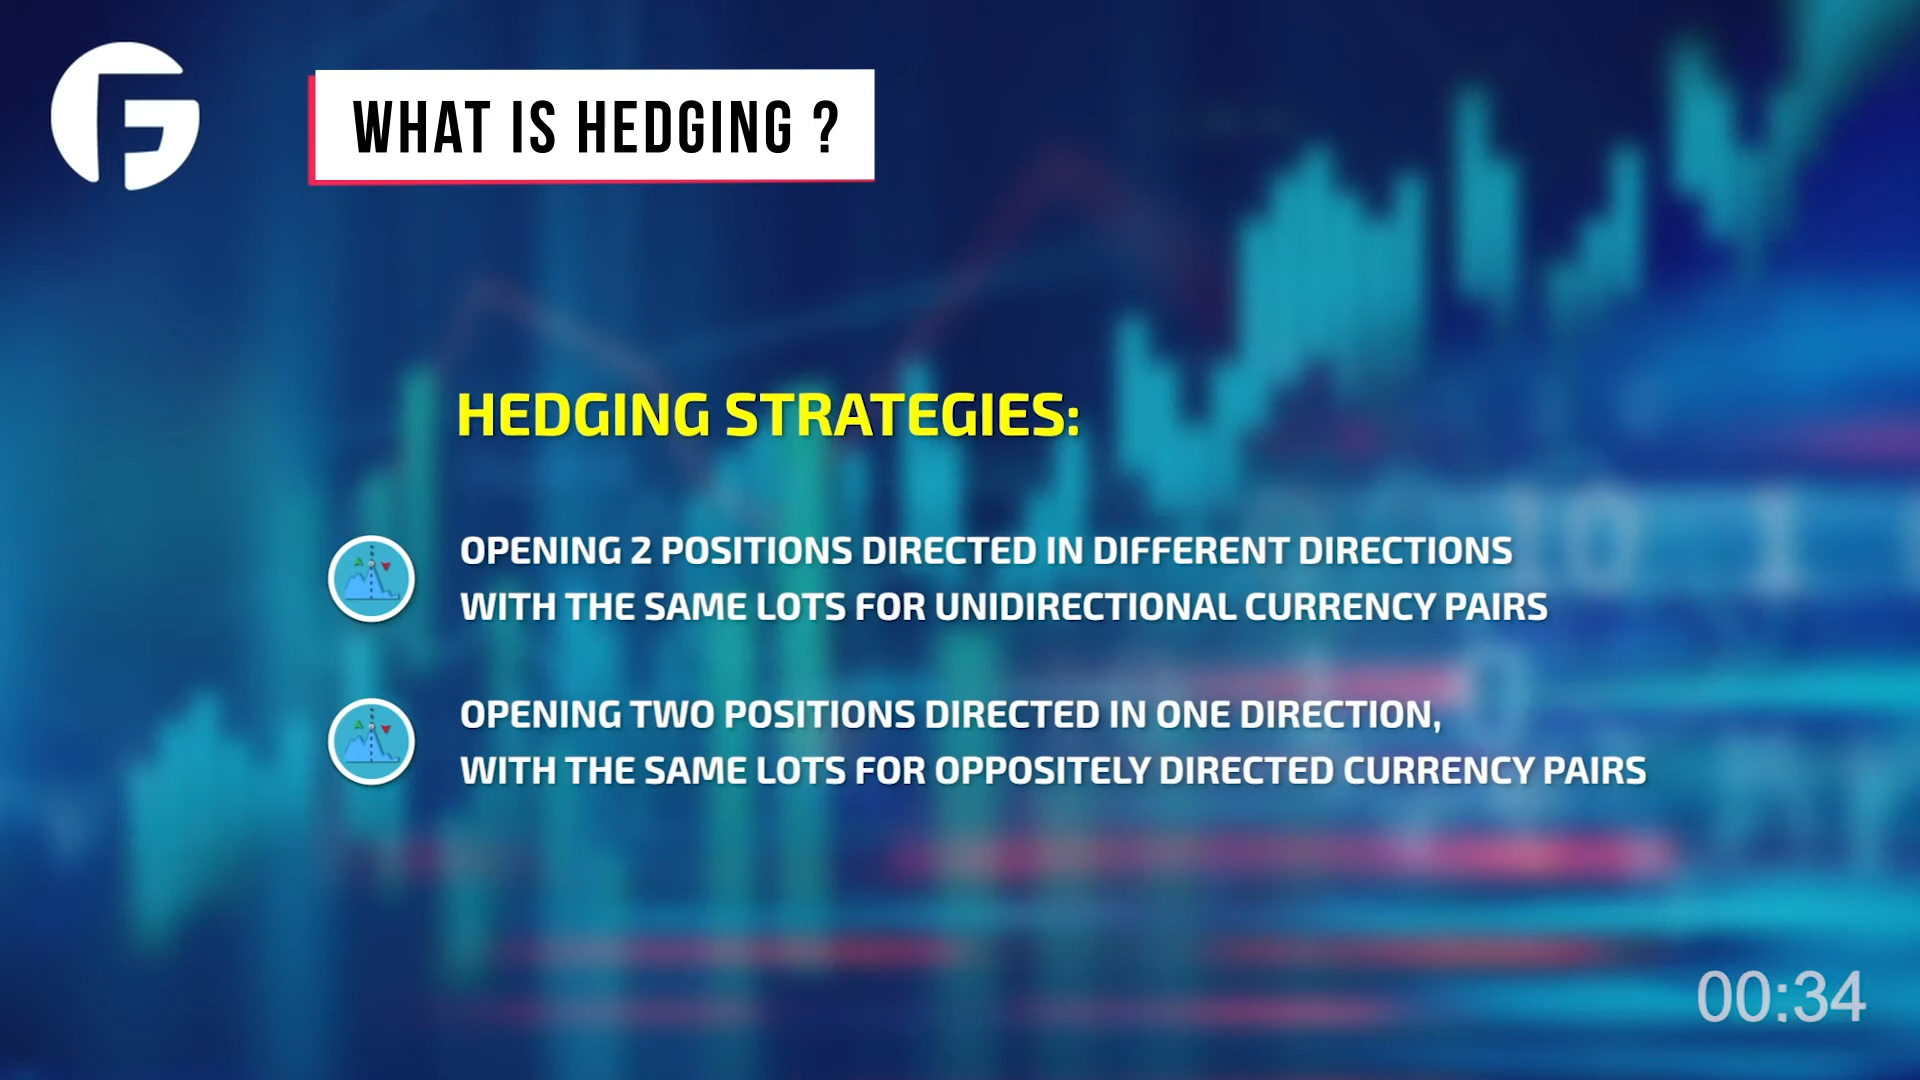 WHAT IS HEDGING ?
HEDGING STRATEGIES:
OPENING 2 POSITIONS DIRECTED IN DIFFERENT DIRECTIONS
WITH THE SAME LOTS FOR UNIDIRECTIONAL CURRENCY PAIRS
OPENING TWO POSITIONS DIRECTED IN ONE DIRECTION,
WITH THE SAME LOTS FOR OPPOSITELY DIRECTED CURRENCY PAIRS
00:34